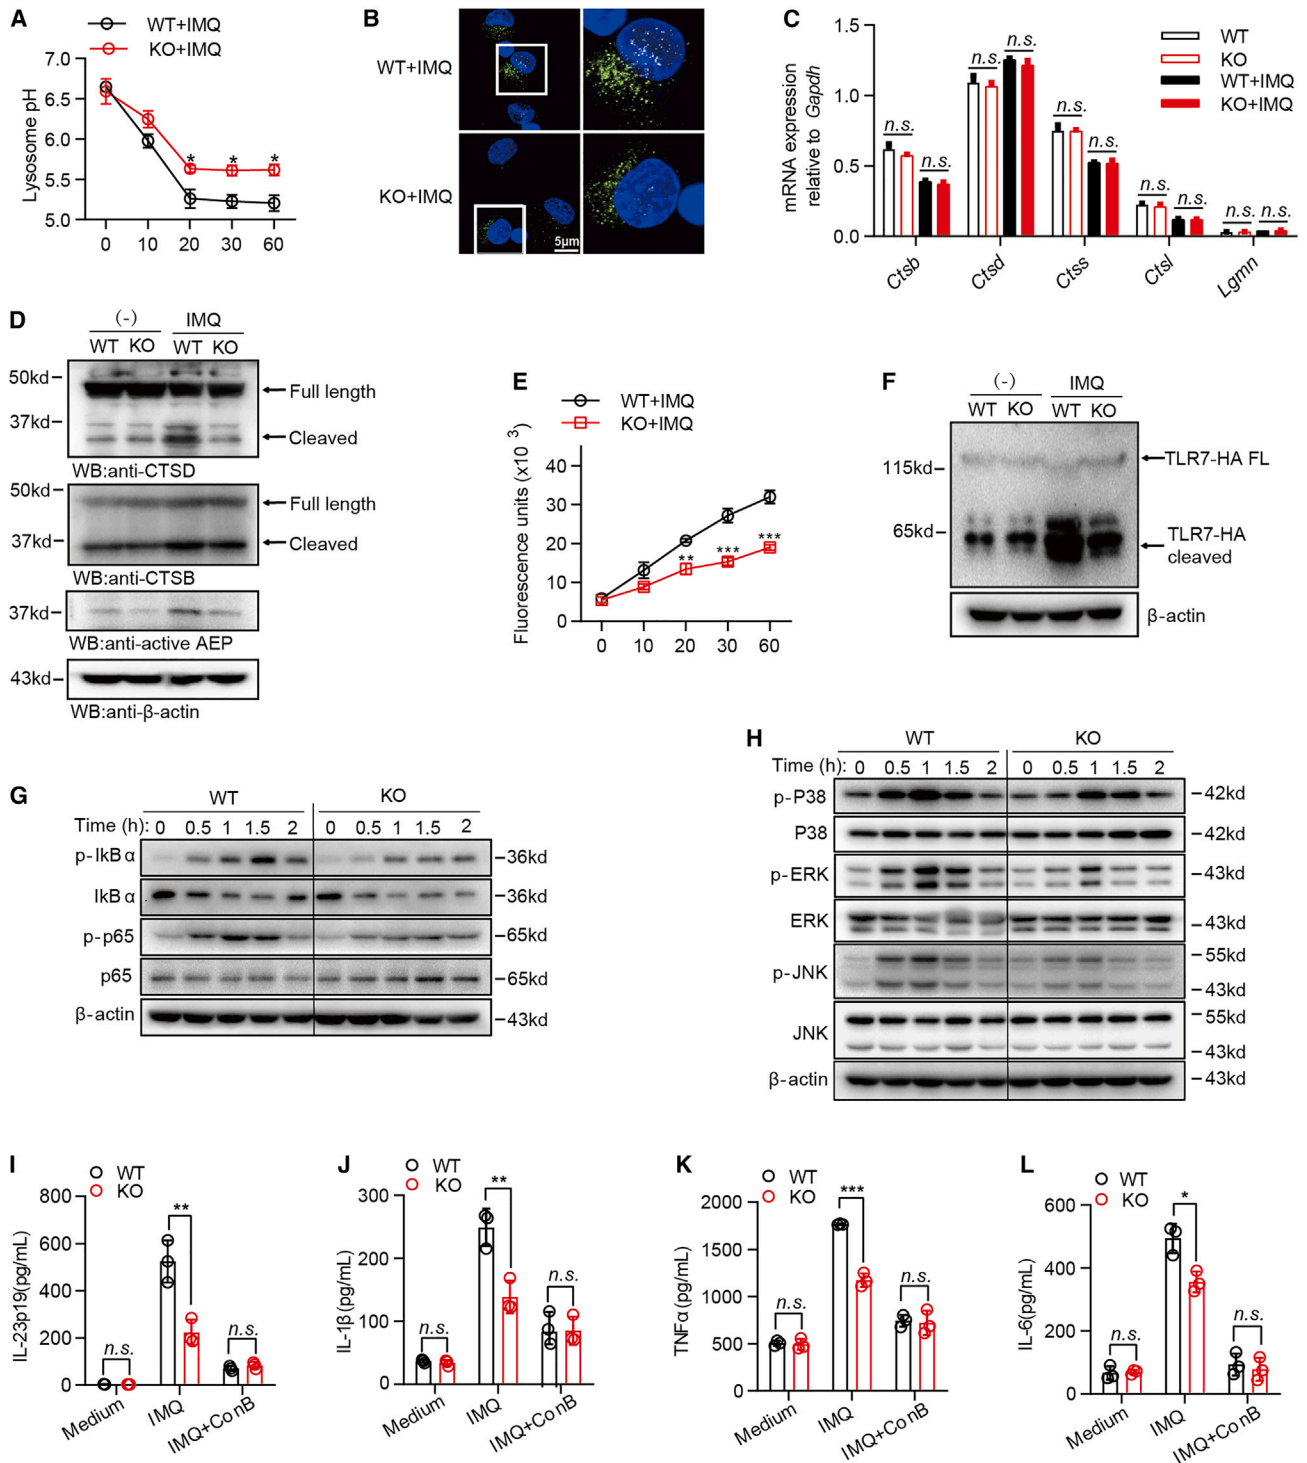 A
WT+IMQ
KO+IMQ
Lysosome pH
7.0
6.5
6.0
5.5
5.0
* * *
0 10 20 30 60
B
WT+IMQ
KO+IMQ
5μm
C
mRNA expression
relative to Gapdh
1.5
1.0
0.5
0.0
n.s. n.s. n.s. n.s. n.s. n.s. n.s. n.s. n.s. n.s.
WT
KO
WT+IMQ
KO+IMQ
Ctsb Ctsd Ctss Ctsl Lgmn
D
(-) IMQ
WT KO WT KO
50kd
Full length
37kd
Cleaved
WB:anti-CTSD
50kd
Full length
37kd
Cleaved
WB:anti-CTSB
37kd
WB:anti-active AEP
43kd
WB:anti-β-actin
E
WT+IMQ
KO+IMQ
Fluorescence units (x10 3)
40
30
20
10
0
** *** ***
0 10 20 30 60
F
(-) IMQ
WT KO WT KO
115kd
TLR7-HA FL
65kd
TLR7-HA
cleaved
β-actin
G
WT KO
Time (h): 0 0.5 1 1.5 2 0 0.5 1 1.5 2
p-IkBα 36kd
IkBα 36kd
p-p65 65kd
p65 65kd
β-actin 43kd
H
WT KO
Time (h): 0 0.5 1 1.5 2 0 0.5 1 1.5 2
p-P38 42kd
P38 42kd
p-ERK 43kd
ERK 43kd
p-JNK 55kd
43kd
JNK 55kd
43kd
β-actin 43kd
I
WT
KO
IL-23p19(pg/mL)
800
600
400
200
0
n.s. ** n.s.
Medium IMQ IMQ+Co nB
J
WT
KO
IL-1β(pg/mL)
300
200
100
0
n.s. ** n.s.
Medium IMQ IMQ+Co nB
K
WT
KO
TNFα(pg/mL)
2000
1500
1000
500
0
n.s. *** n.s.
Medium IMQ IMQ+Co nB
L
WT
KO
IL-6(pg/mL)
600
400
200
0
n.s. * n.s.
Medium IMQ IMQ+Co nB